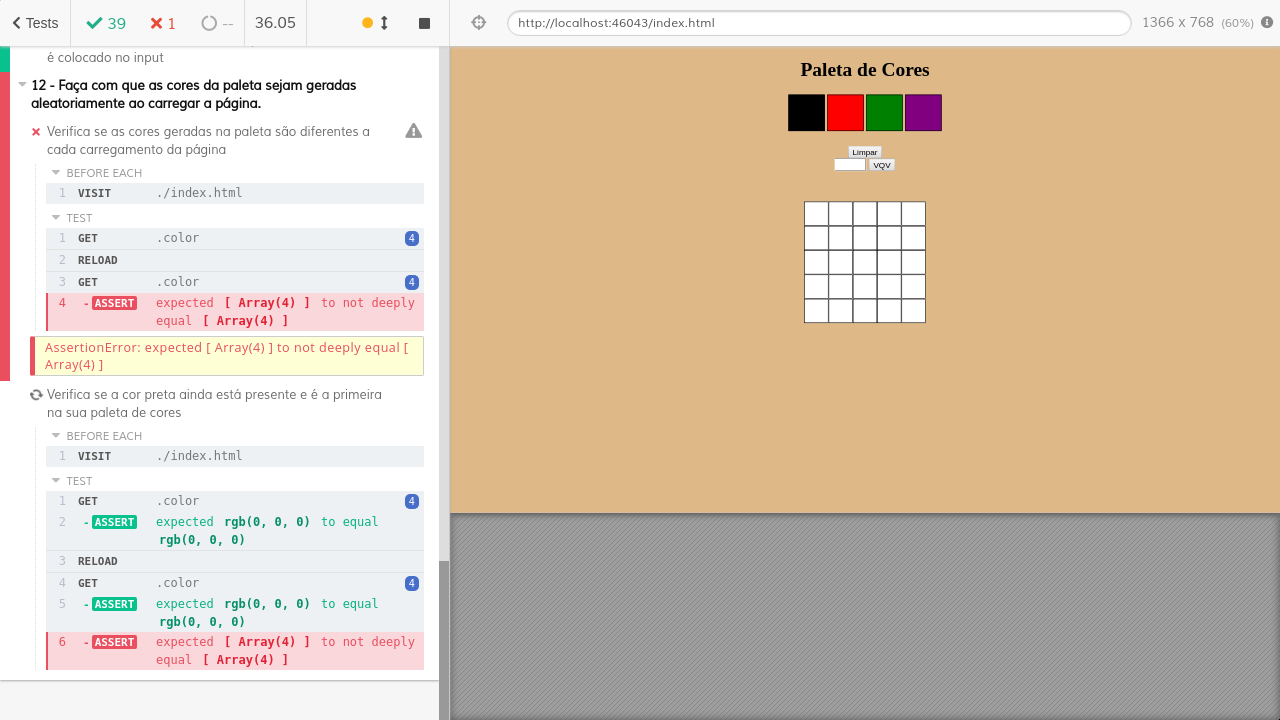 Tests
39
1
--
36.05
http://localhost:46043/index.html
1366 x 768 (60%)
é colocado no input
12 - Faça com que as cores da paleta sejam geradas
aleatoriamente ao carregar a página.
Verifica se as cores geradas na paleta são diferentes a
cada carregamento da página
BEFORE EACH
1 VISIT ./index.html
TEST
1 GET .color 4
2 RELOAD
3 GET .color 4
4 -ASSERT expected [ Array(4) ] to not deeply
equal [ Array(4) ]
AssertionError: expected [ Array(4) ] to not deeply equal [
Array(4) ]
Verifica se a cor preta ainda está presente e é a primeira
na sua paleta de cores
BEFORE EACH
1 VISIT ./index.html
TEST
1 GET .color 4
2 -ASSERT expected rgb(0, 0, 0) to equal
rgb(0, 0, 0)
3 RELOAD
4 GET .color 4
5 -ASSERT expected rgb(0, 0, 0) to equal
rgb(0, 0, 0)
6 -ASSERT expected [ Array(4) ] to not deeply
equal [ Array(4) ]
Paleta de Cores
Limpar
VQV